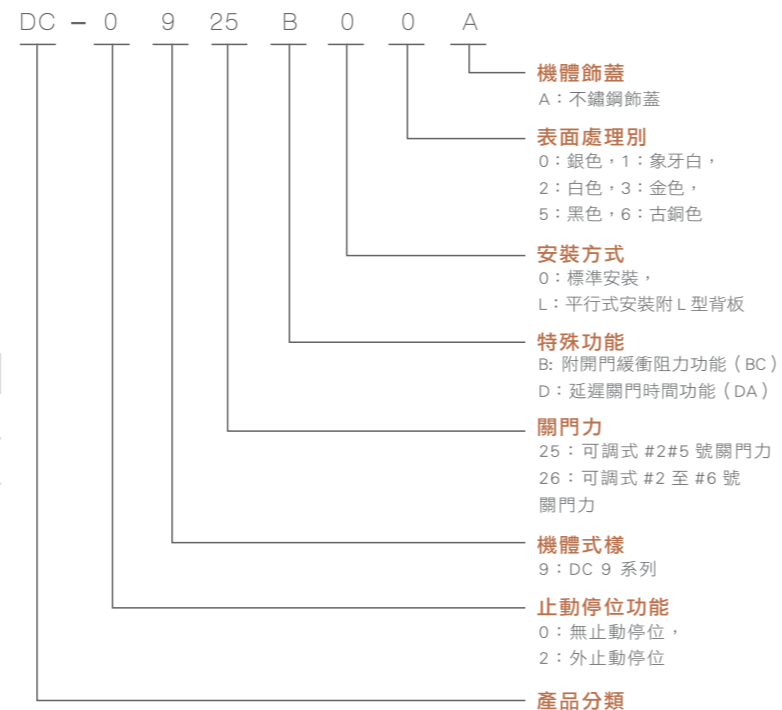 DC – 0 9 25 B 0 0 A
機體飾蓋
A：不鏽鋼飾蓋
表面處理別
0：銀色，1：象牙白，
2：白色，3：金色，
5：黑色，6：古銅色
安裝方式
0：標準安裝，
L：平行式安裝附 L 型背板
特殊功能
B: 附開門緩衝阻力功能（BC）
D：延遲關門時間功能（DA）
關門力
25：可調式 #2#5 號關門力
26：可調式 #2 至 #6 號
關門力
機體式樣
9：DC 9 系列
止動停位功能
0：無止動停位，
2：外止動停位
產品分類